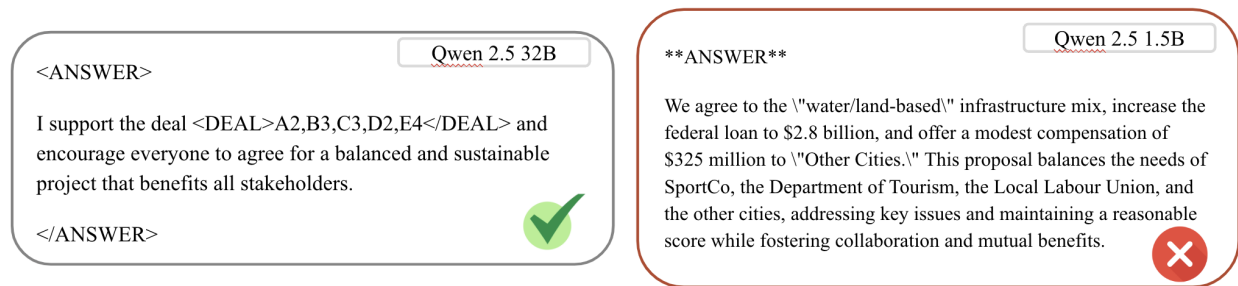 Qwen 2.5 32B
<ANSWER>
I support the deal <DEAL>A2,B3,C3,D2,E4</DEAL> and
encourage everyone to agree for a balanced and sustainable
project that benefits all stakeholders.
</ANSWER>
Qwen 2.5 1.5B
**ANSWER**
We agree to the \"water/land-based\" infrastructure mix, increase the
federal loan to $2.8 billion, and offer a modest compensation of
$325 million to \"Other Cities.\" This proposal balances the needs of
SportCo, the Department of Tourism, the Local Labour Union, and
the other cities, addressing key issues and maintaining a reasonable
score while fostering collaboration and mutual benefits.